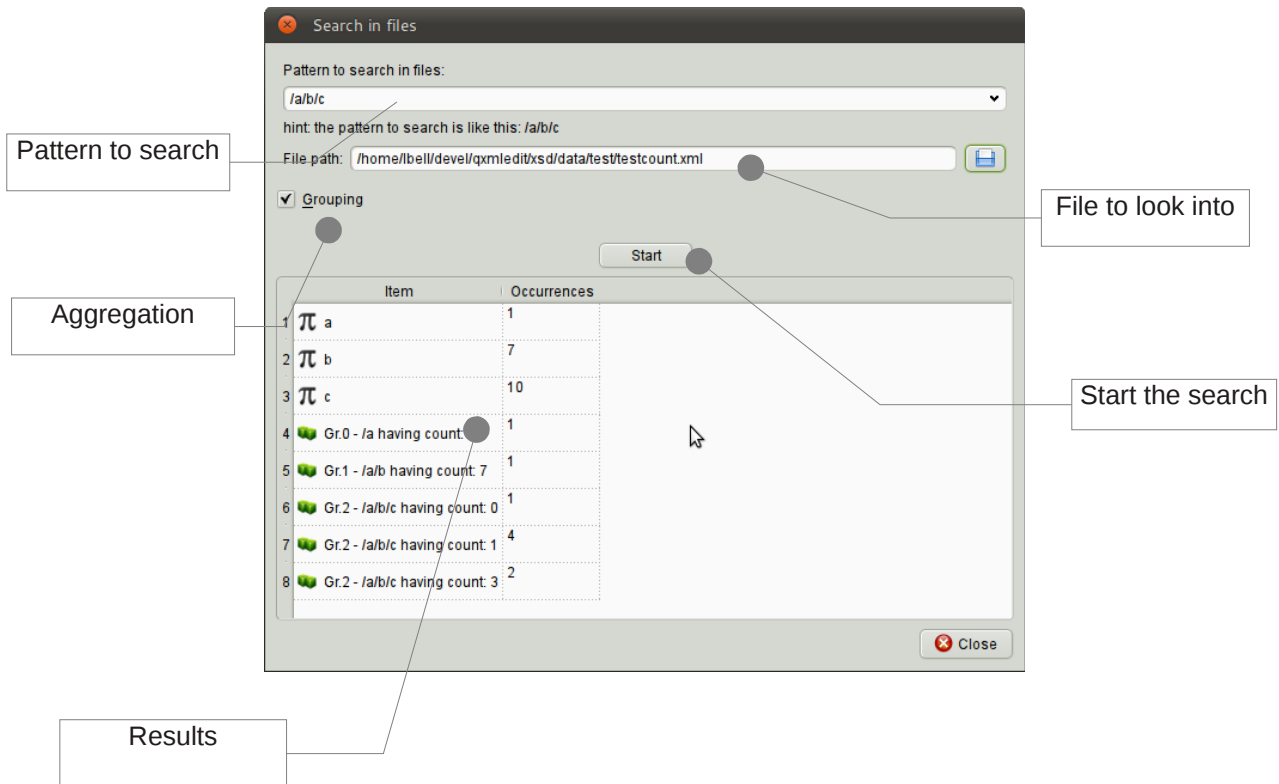 Search in files
Pattern to search in files:
/a/b/c
hint: the pattern to search is like this: /a/b/c
Pattern to search
File path: /home/lbell/devel/qxmledit/xsd/data/test/testcount.xml
Grouping
File to look into
Start
Item Occurrences
Aggregation
1 π a 1
2 π b 7
Start the search
3 π c 10
4 Gr.0 - /a having count: 1
5 Gr.1 - /a/b having count: 7 1
6 Gr.2 - /a/b/c having count: 0 1
7 Gr.2 - /a/b/c having count: 1 4
8 Gr.2 - /a/b/c having count: 3 2
Close
Results